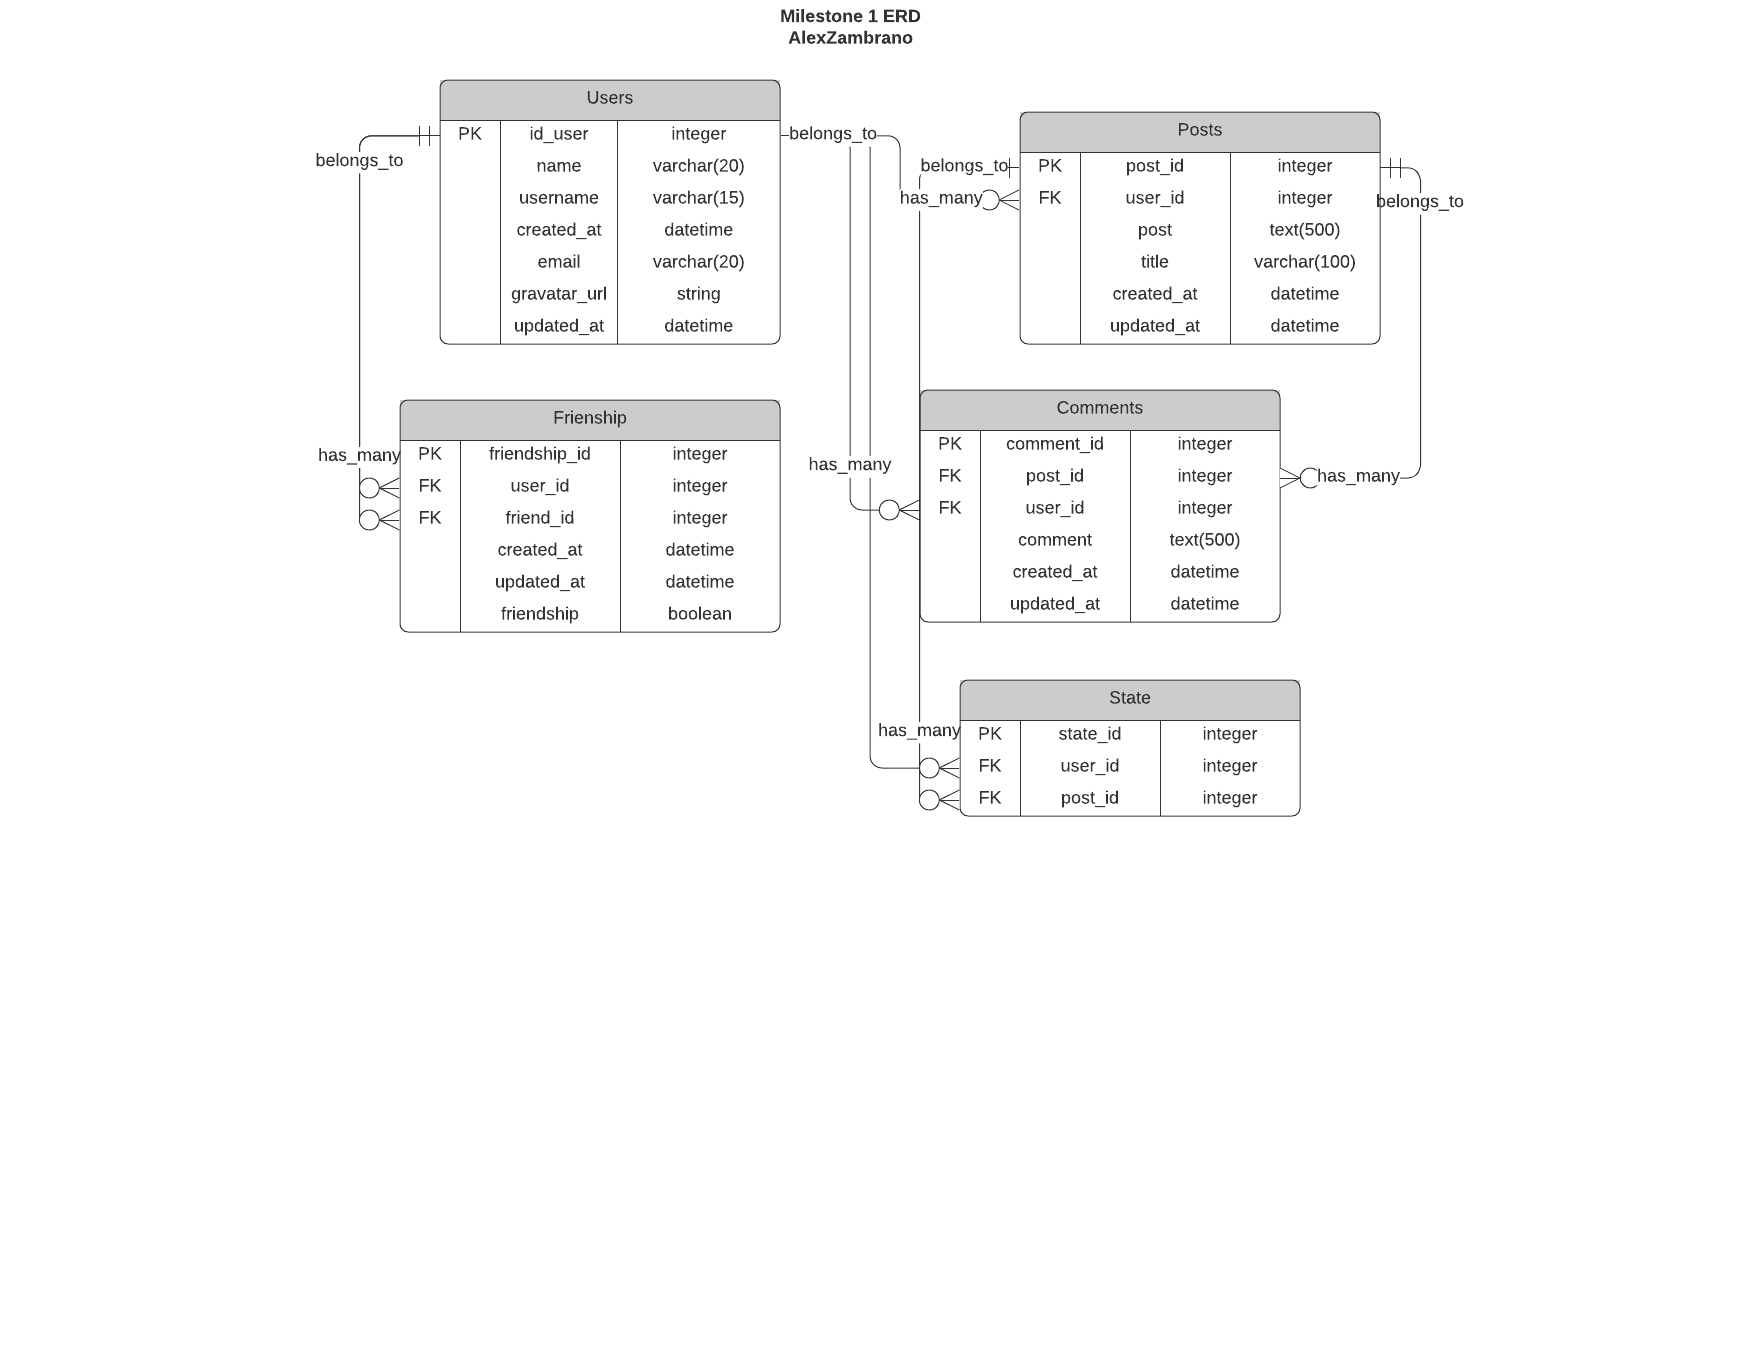 Milestone 1 ERD
AlexZambrano
Users
PK id_user integer
name varchar(20)
username varchar(15)
created_at datetime
email varchar(20)
gravatar_url string
updated_at datetime
belongs_to
belongs_to
has_many
belongs_to
Posts
PK post_id integer
FK user_id integer
post text(500)
title varchar(100)
created_at datetime
updated_at datetime
belongs_to
has_many
Frienship
PK friendship_id integer
FK user_id integer
FK friend_id integer
created_at datetime
updated_at datetime
friendship boolean
has_many
Comments
PK comment_id integer
FK post_id integer
FK user_id integer
comment text(500)
created_at datetime
updated_at datetime
has_many
has_many
State
PK state_id integer
FK user_id integer
FK post_id integer